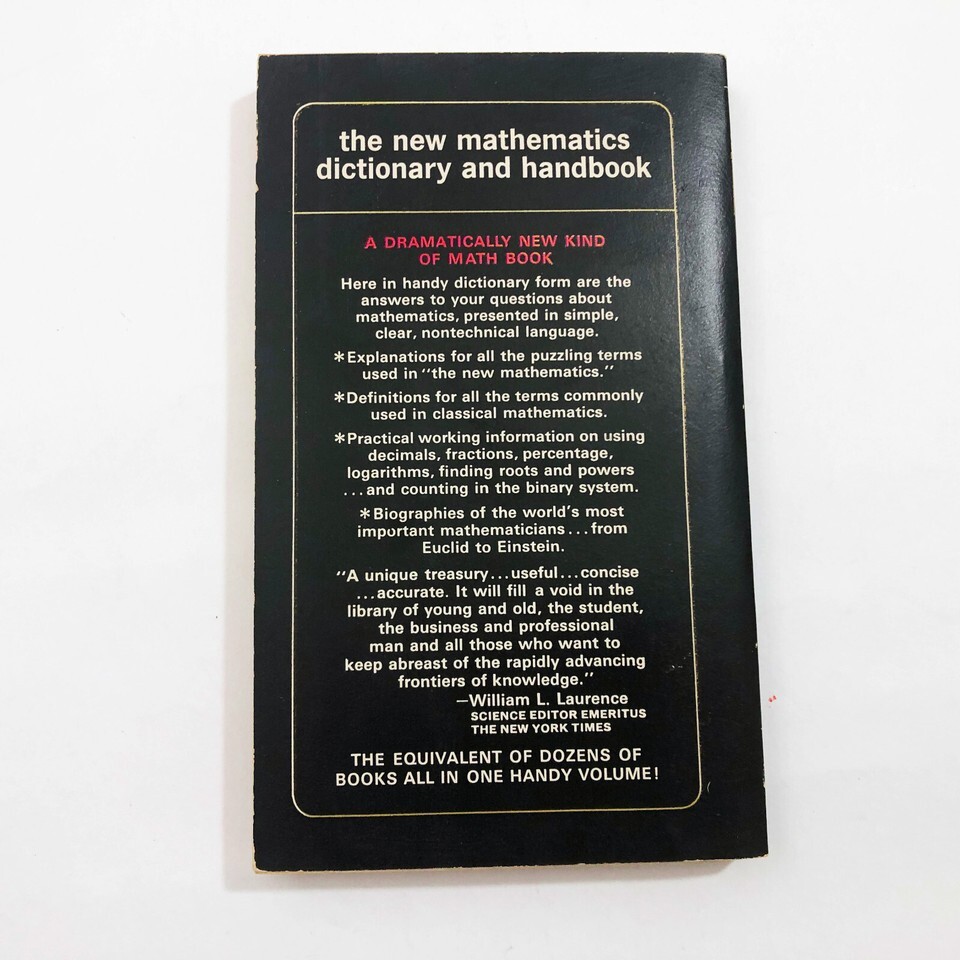 the new mathematics
dictionary and handbook
A DRAMATICALLY NEW KIND
OF MATH BOOK
Here in handy dictionary form are the
answers to your questions about
mathematics, presented in simple,
clear, nontechnical language.
*Explanations for all the puzzling terms
used in "the new mathematics."
*Definitions for all the terms commonly
used in classical mathematics.
*Practical working information on using
decimals, fractions, percentage,
logarithms, finding roots and powers
...and counting in the binary system.
*Biographies of the world's most
important mathematicians...from
Euclid to Einstein.
"A unique treasury...useful...concise
...accurate. It will fill a void in the
library of young and old, the student,
the business and professional
man and all those who want to
keep abreast of the rapidly advancing
frontiers of knowledge."
—William L. Laurence
SCIENCE EDITOR EMERITUS
THE NEW YORK TIMES
THE EQUIVALENT OF DOZENS OF
BOOKS ALL IN ONE HANDY VOLUME!